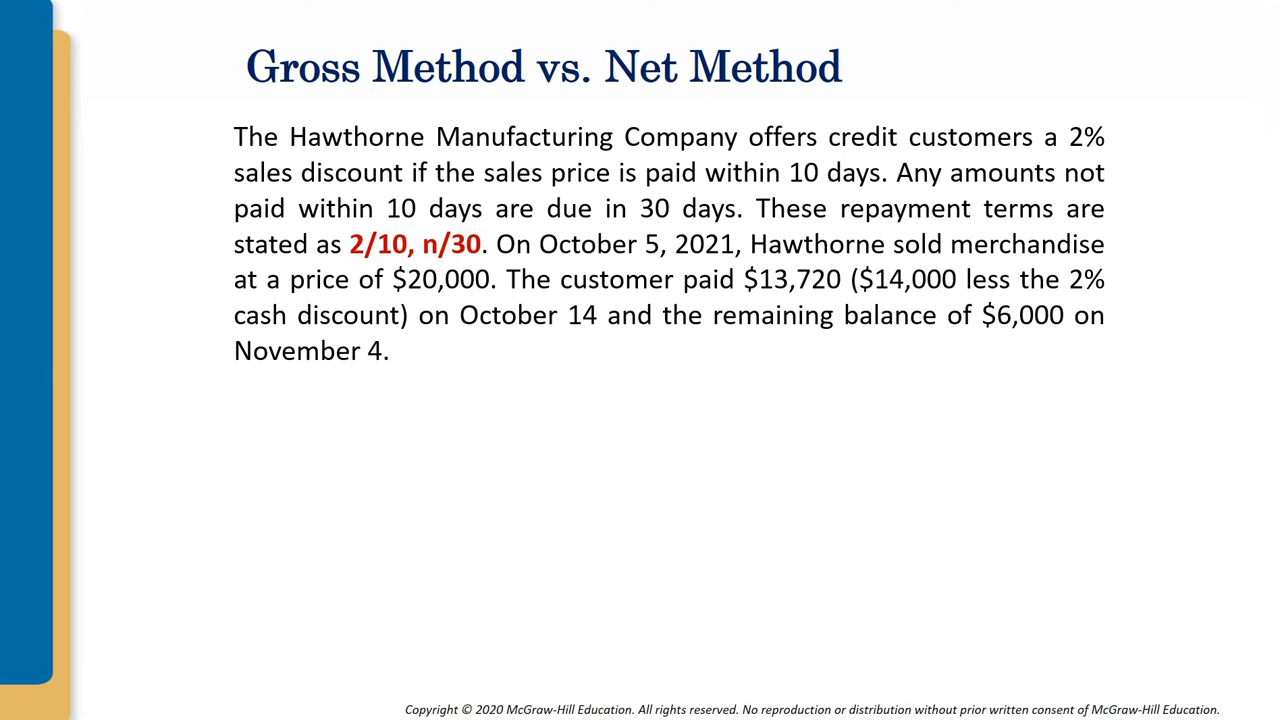 Gross Method vs. Net Method
The Hawthorne Manufacturing Company offers credit customers a 2%
sales discount if the sales price is paid within 10 days. Any amounts not
paid within 10 days are due in 30 days. These repayment terms are
stated as 2/10, n/30. On October 5, 2021, Hawthorne sold merchandise
at a price of $20,000. The customer paid $13,720 ($14,000 less the 2%
cash discount) on October 14 and the remaining balance of $6,000 on
November 4.
Copyright © 2020 McGraw-Hill Education. All rights reserved. No reproduction or distribution without prior written consent of McGraw-Hill Education.